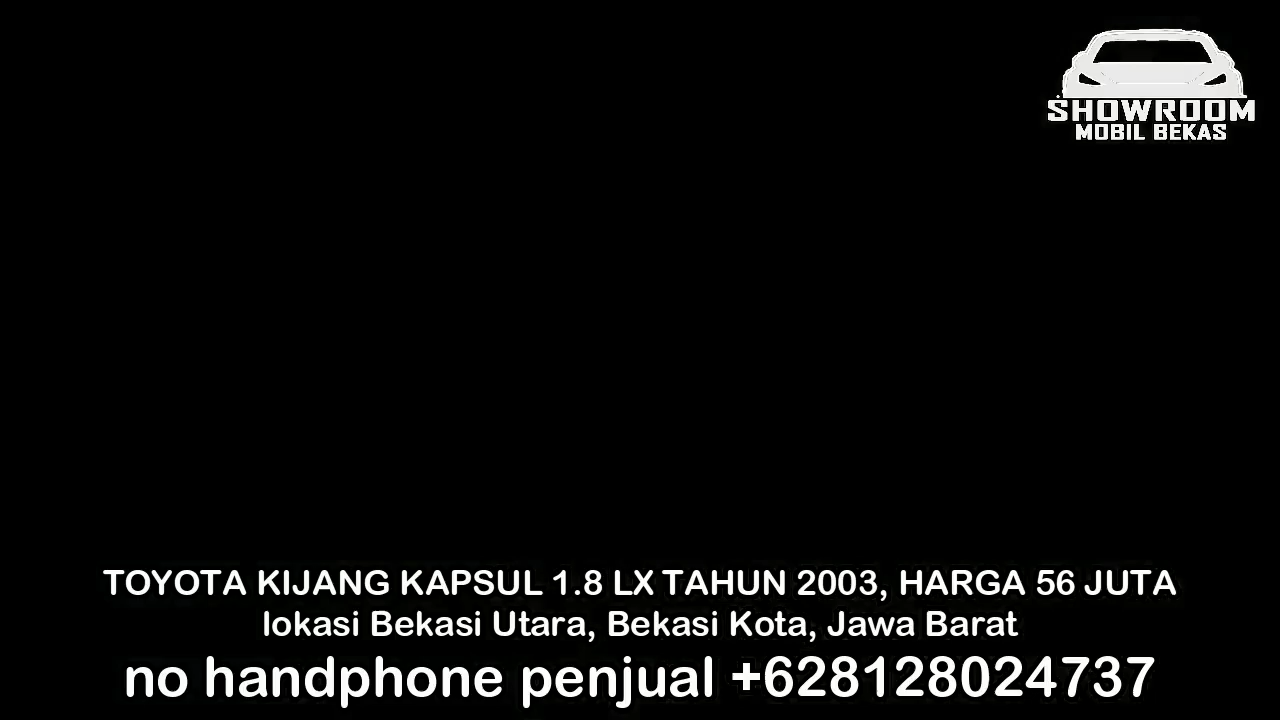 SHOWROOM
MOBIL BEKAS
TOYOTA KIJANG KAPSUL 1.8 LX TAHUN 2003, HARGA 56 JUTA
lokasi Bekasi Utara, Bekasi Kota, Jawa Barat
no handphone penjual +628128024737